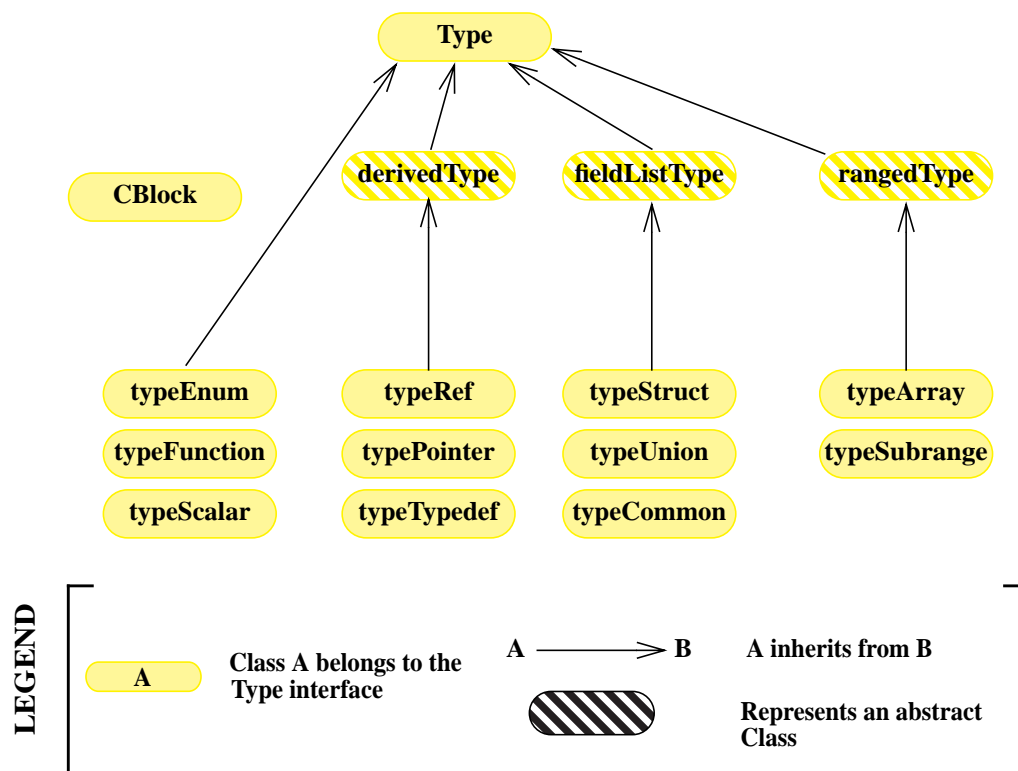 Type
derivedType
fieldListType
rangedType
CBlock
typeEnum
typeRef
typeStruct
typeArray
typeFunction
typePointer
typeUnion
typeSubrange
typeScalar
typeTypedef
typeCommon
LEGEND
A
Class A belongs to the
Type interface
A
B
A inherits from B
Represents an abstract
Class